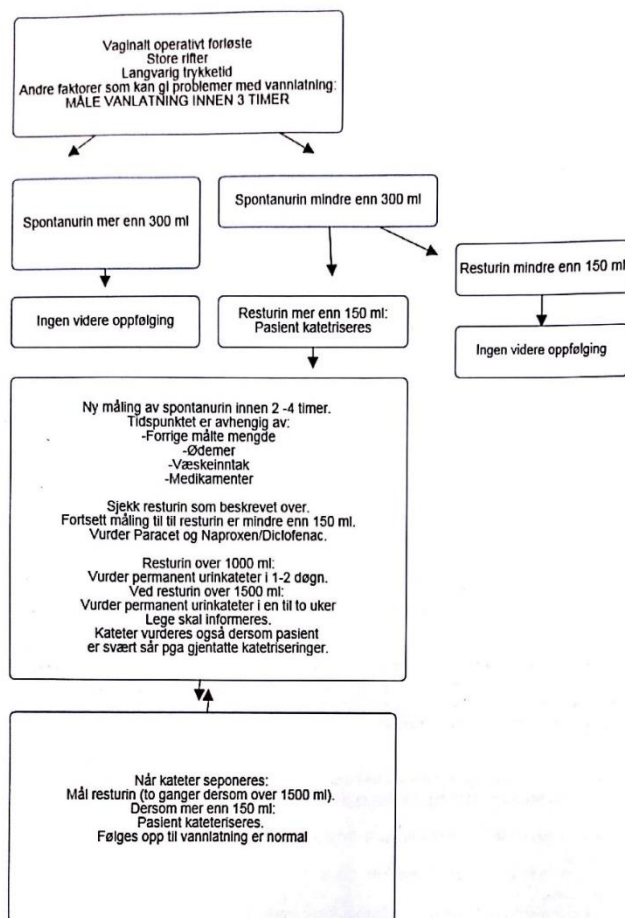 Vaginalt operativt forløste
Store rifter
Langvarig trykketid
Andre faktorer som kan gi problemer med vannlatning:
MÅLE VANLATNING INNEN 3 TIMER
Spontanurin mer enn 300 ml
Spontanurin mindre enn 300 ml
Resturin mindre enn 150 ml
Ingen videre oppfølging
Resturin mer enn 150 ml:
Pasient katetriseres
Ingen videre oppfølging
Ny måling av spontanurin innen 2 -4 timer.
Tidspunktet er avhengig av:
-Forrige målte mengde
-Ødemer
-Væskeinntak
-Medikamenter
Sjekk resturin som beskrevet over.
Fortsett måling til til resturin er mindre enn 150 ml.
Vurder Paracet og Naproxen/Diclofenac.
Resturin over 1000 ml:
Vurder permanent urinkateter i 1-2 døgn.
Ved resturin over 1500 ml:
Vurder permanent urinkateter i en til to uker
Lege skal informeres.
Kateter vurderes også dersom pasient
er svært sår pga gjentatte katetriseringer.
Når kateter seponeres:
Mål resturin (to ganger dersom over 1500 ml).
Dersom mer enn 150 ml:
Pasient kateteriseres.
Følges opp til vannlatning er normal